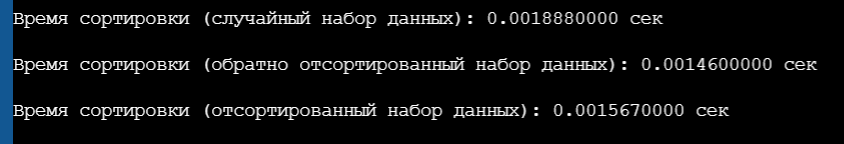 Время сортировки (случайный набор данных): 0.0018880000 сек
Время сортировки (обратно отсортированный набор данных): 0.0014600000 сек
Время сортировки (отсортированный набор данных): 0.0015670000 сек